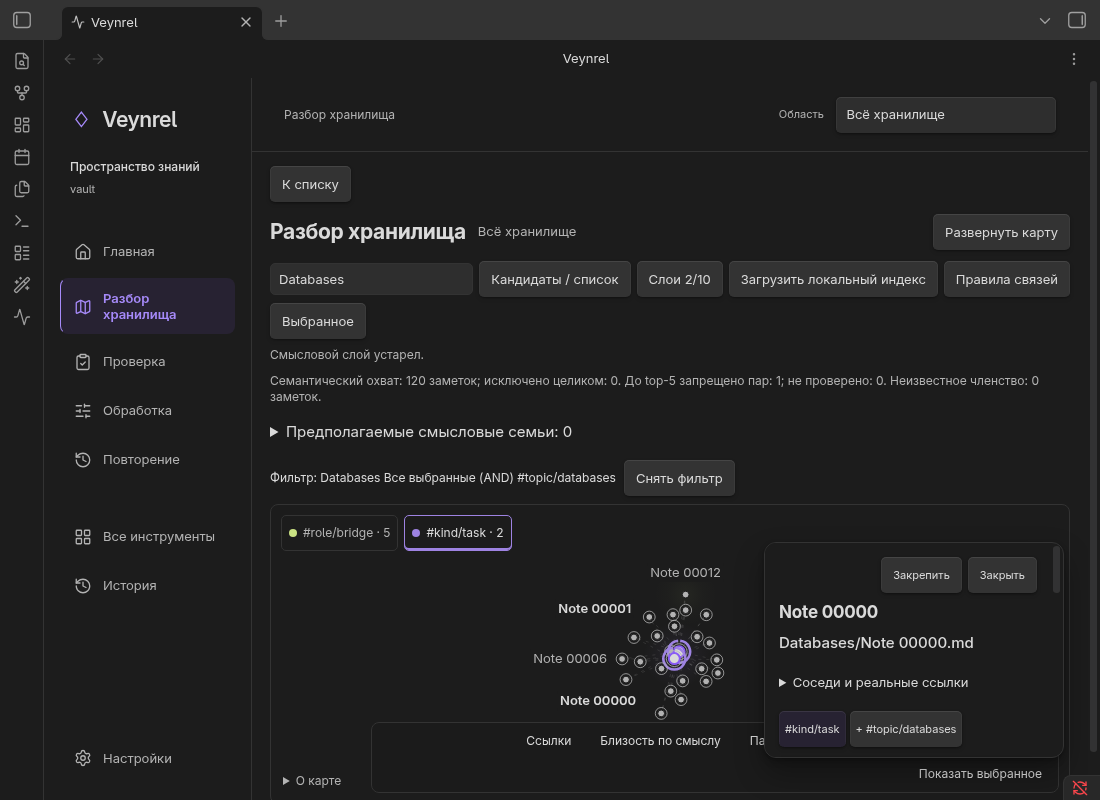 Veynrel
Veynrel
Veynrel
Разбор хранилища
Область
Всё хранилище
Пространство знаний
vault
Главная
Разбор
хранилища
Проверка
Обработка
Повторение
Все инструменты
История
Настройки
К списку
Разбор хранилища
Всё хранилище
Развернуть карту
Databases
Кандидаты / список
Слои 2/10
Загрузить локальный индекс
Правила связей
Выбранное
Смысловой слой устарел.
Семантический охват: 120 заметок; исключено целиком: 0. До top-5 запрещено пар: 1; не проверено: 0. Неизвестное членство: 0
заметок.
Предполагаемые смысловые семьи: 0
Фильтр: Databases Все выбранные (AND) #topic/databases
Снять фильтр
#role/bridge · 5
#kind/task · 2
Note 00012
Note 00001
Note 00006
Note 00000
Закрепить
Закрыть
Note 00000
Databases/Note 00000.md
Соседи и реальные ссылки
#kind/task
+ #topic/databases
Ссылки
Близость по смыслу
Па
О карте
Показать выбранное